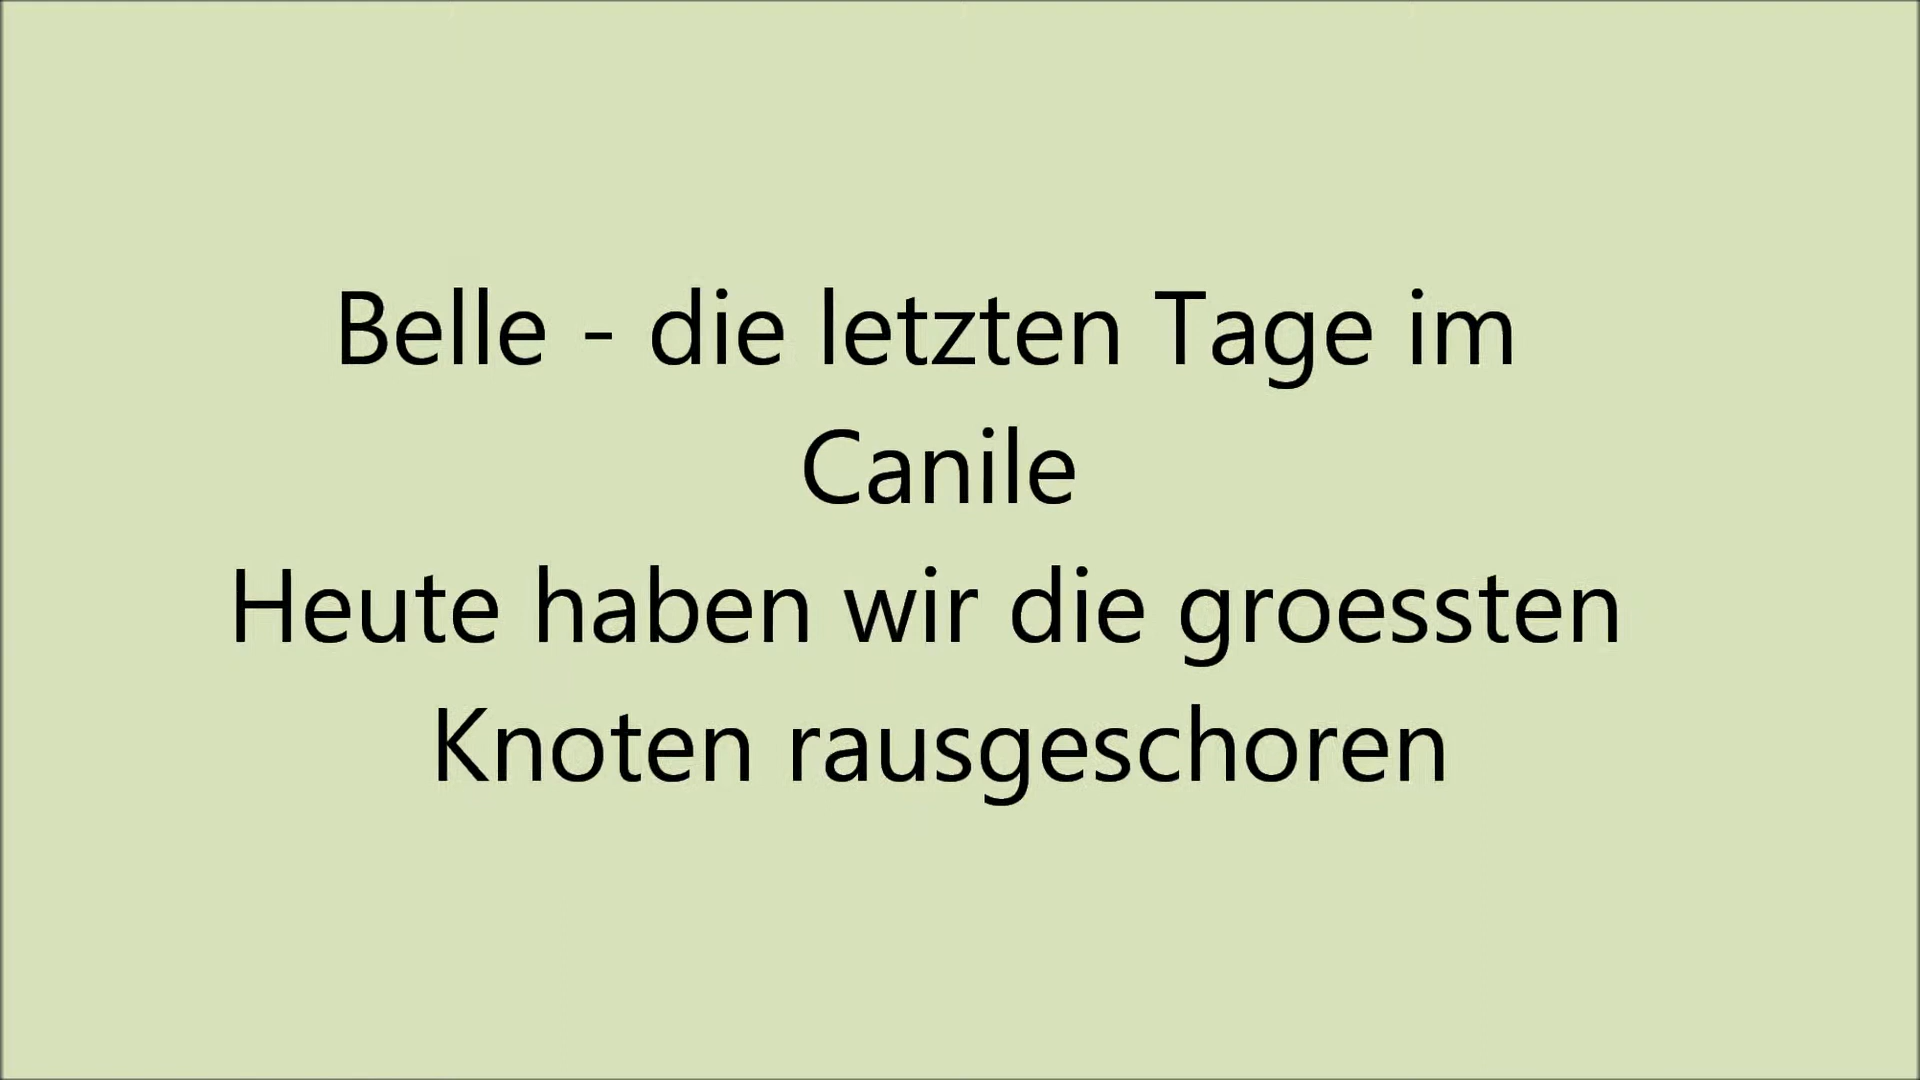 Belle - die letzten Tage im
Canile
Heute haben wir die groessten
Knoten rausgeschoren